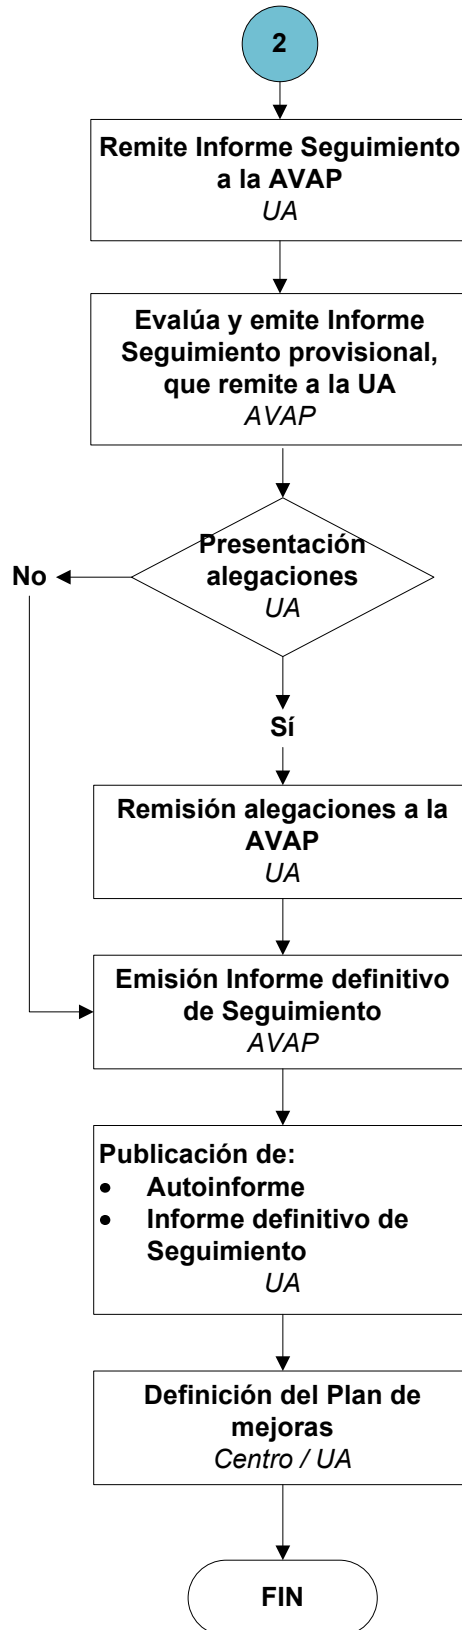 2
Remite Informe Seguimiento
a la AVAP
UA
Evalúa y emite Informe
Seguimiento provisional,
que remite a la UA
AVAP
Presentación
alegaciones
UA
No
Sí
Remisión alegaciones a la
AVAP
UA
Emisión Informe definitivo
de Seguimiento
AVAP
Publicación de:
• Autoinforme
• Informe definitivo de
Seguimiento
UA
Definición del Plan de
mejoras
Centro / UA
FIN